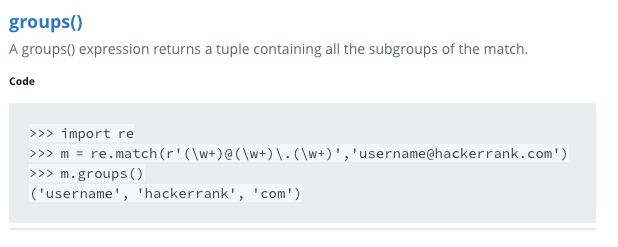 groups()
A groups() expression returns a tuple containing all the subgroups of the match.
Code
>>> import re
>>> m = re.match(r'(\w+)@(\w+)\.(\w+)','username@hackerrank.com')
>>> m.groups()
('username', 'hackerrank', 'com')